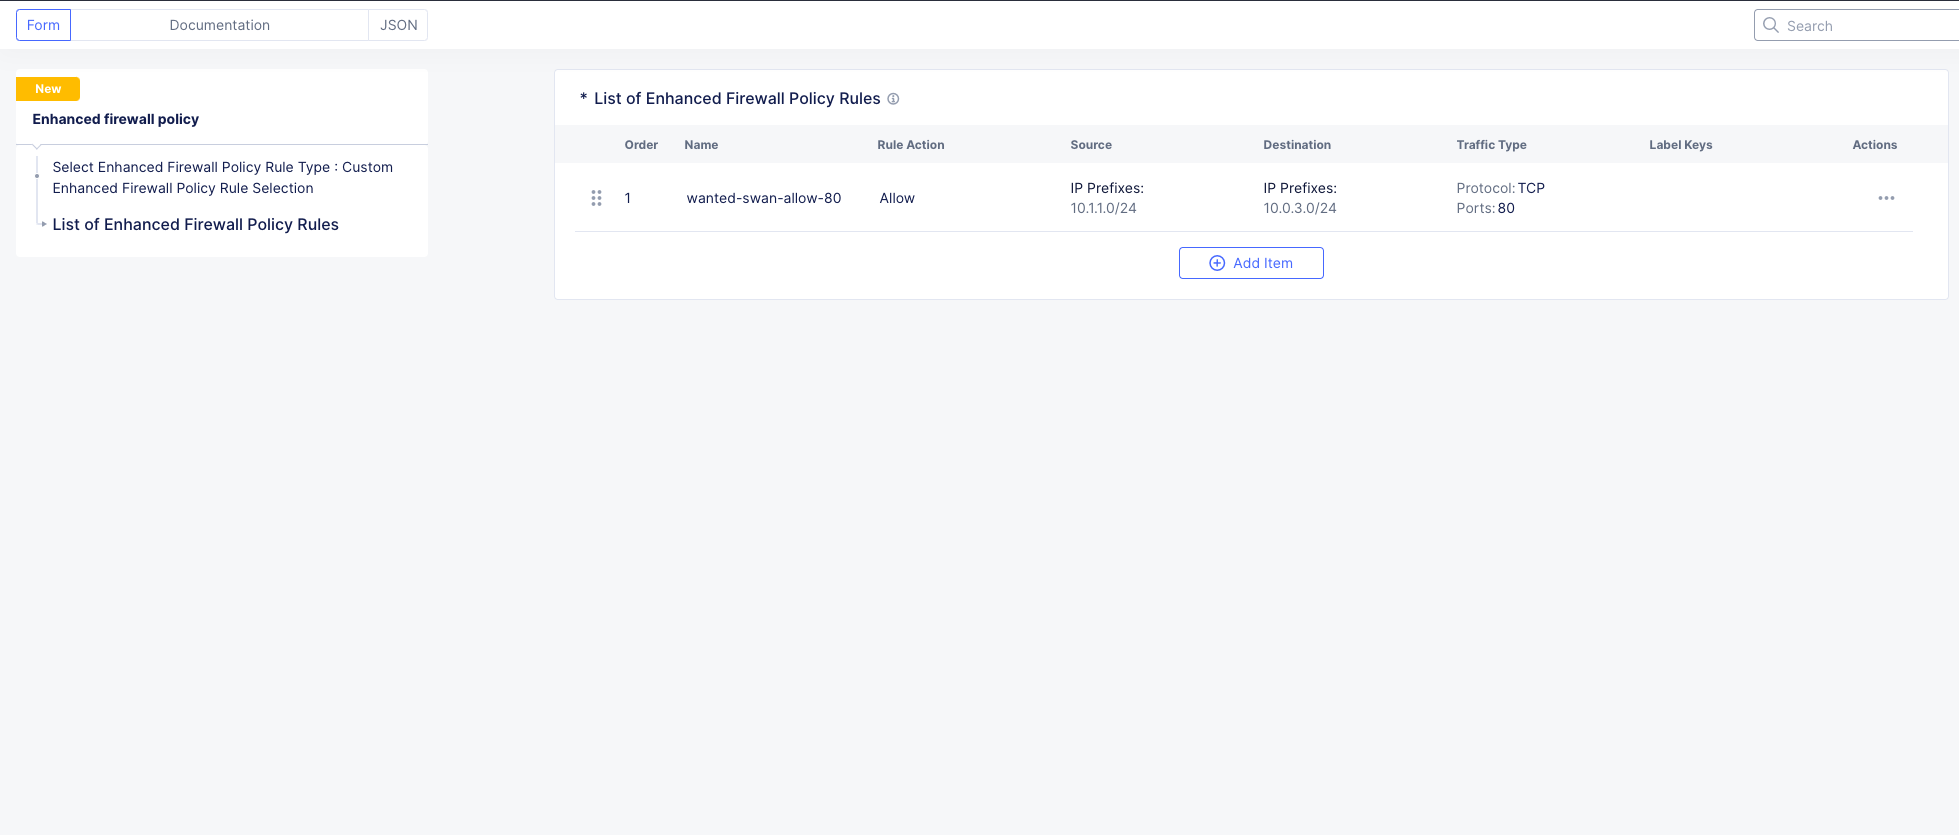 Form
Documentation
JSON
Search
New
Enhanced firewall policy
Select Enhanced Firewall Policy Rule Type : Custom
Enhanced Firewall Policy Rule Selection
List of Enhanced Firewall Policy Rules
* List of Enhanced Firewall Policy Rules
Order Name Rule Action Source Destination Traffic Type Label Keys Actions
1 wanted-swan-allow-80 Allow IP Prefixes: IP Prefixes: Protocol: TCP
10.1.1.0/24 10.0.3.0/24 Ports: 80
Add Item